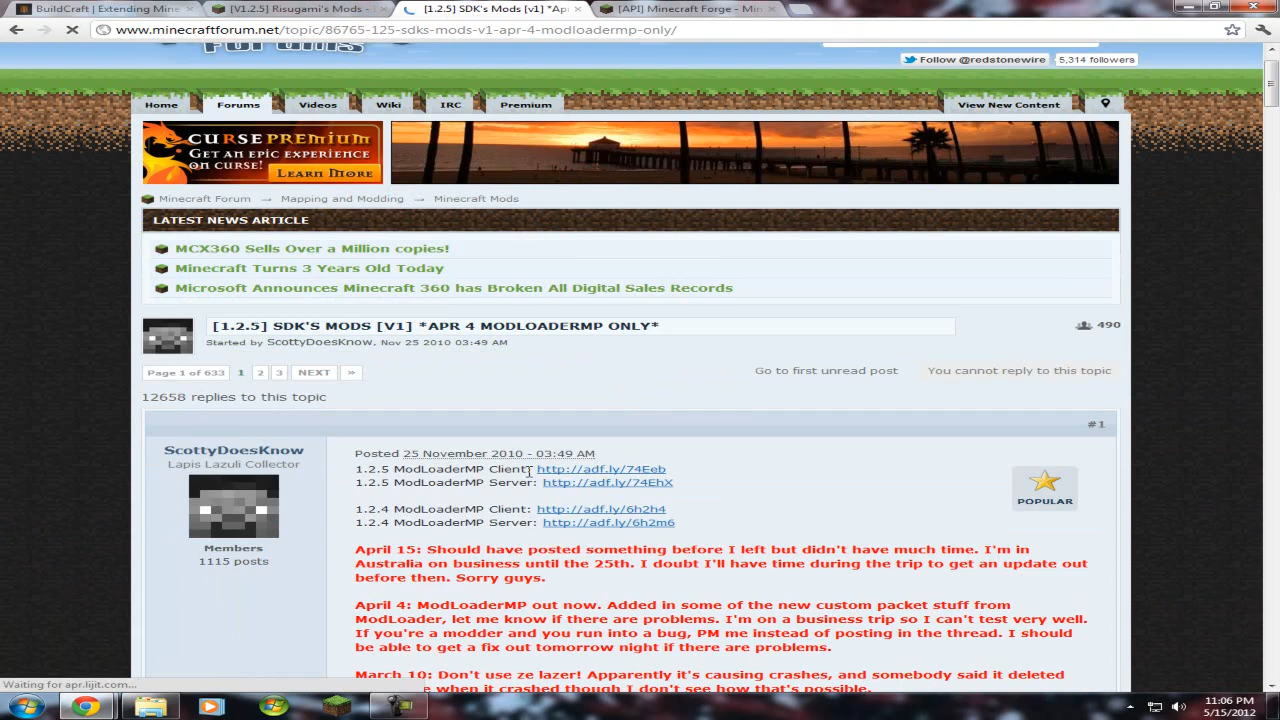 BuildCraft | Extending Mine
[V1.2.5] Risugami's Mods -
[1.2.5] SDK's Mods [v1] *Ap
[API] Minecraft Forge - Min
www.minecraftforum.net/topic/86765-125-sdks-mods-v1-apr-4-modloadermp-only/
Follow @redstonewire
5,314 followers
Home
Forums
Videos
Wiki
IRC
Premium
View New Content
CURSE PREMIUM
GET AN EPIC EXPERIENCE
ON CURSE!
LEARN MORE
Minecraft Forum → Mapping and Modding → Minecraft Mods
LATEST NEWS ARTICLE
MCX360 Sells Over a Million copies!
Minecraft Turns 3 Years Old Today
Microsoft Announces Minecraft 360 has Broken All Digital Sales Records
[1.2.5] SDK'S MODS [V1] *APR 4 MODLOADERMP ONLY*
490
Started by ScottyDoesKnow, Nov 25 2010 03:49 AM
Page 1 of 633 1 2 3 NEXT »
Go to first unread post
You cannot reply to this topic
12658 replies to this topic
#1
ScottyDoesKnow
Lapis Lazuli Collector
Members
1115 posts
Posted 25 November 2010 - 03:49 AM
1.2.5 ModLoaderMP Client: http://adf.ly/74Eeb
1.2.5 ModLoaderMP Server: http://adf.ly/74EhX
1.2.4 ModLoaderMP Client: http://adf.ly/6h2h4
1.2.4 ModLoaderMP Server: http://adf.ly/6h2m6
POPULAR
April 15: Should have posted something before I left but didn't have much time. I'm in
Australia on business until the 25th. I doubt I'll have time during the trip to get an update out
before then. Sorry guys.
April 4: ModLoaderMP out now. Added in some of the new custom packet stuff from
ModLoader, let me know if there are problems. I'm on a business trip so I can't test very well.
If you're a modder and you run into a bug, PM me instead of posting in the thread. I should
be able to get a fix out tomorrow night if there are problems.
March 10: Don't use ze lazer! Apparently it's causing crashes, and somebody said it deleted
e when it crashed though I don't see how that's possible.
Waiting for apr.lijit.com...
11:06 PM
5/15/2012